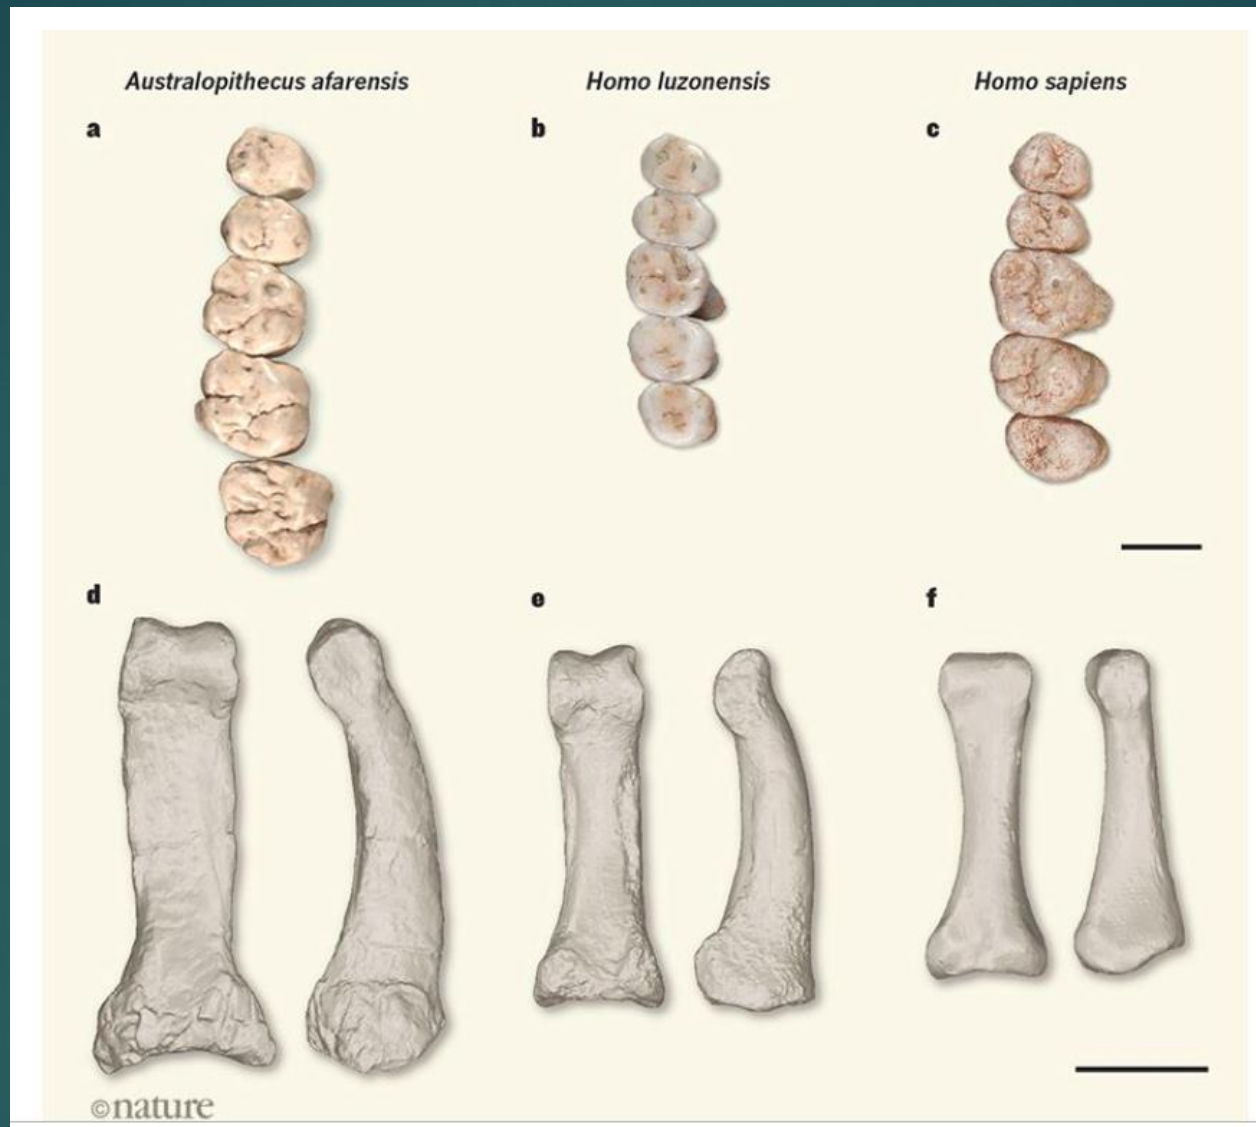 Australopithecus afarensis Homo luzonensis Homo sapiens
a b c
d e f
©nature